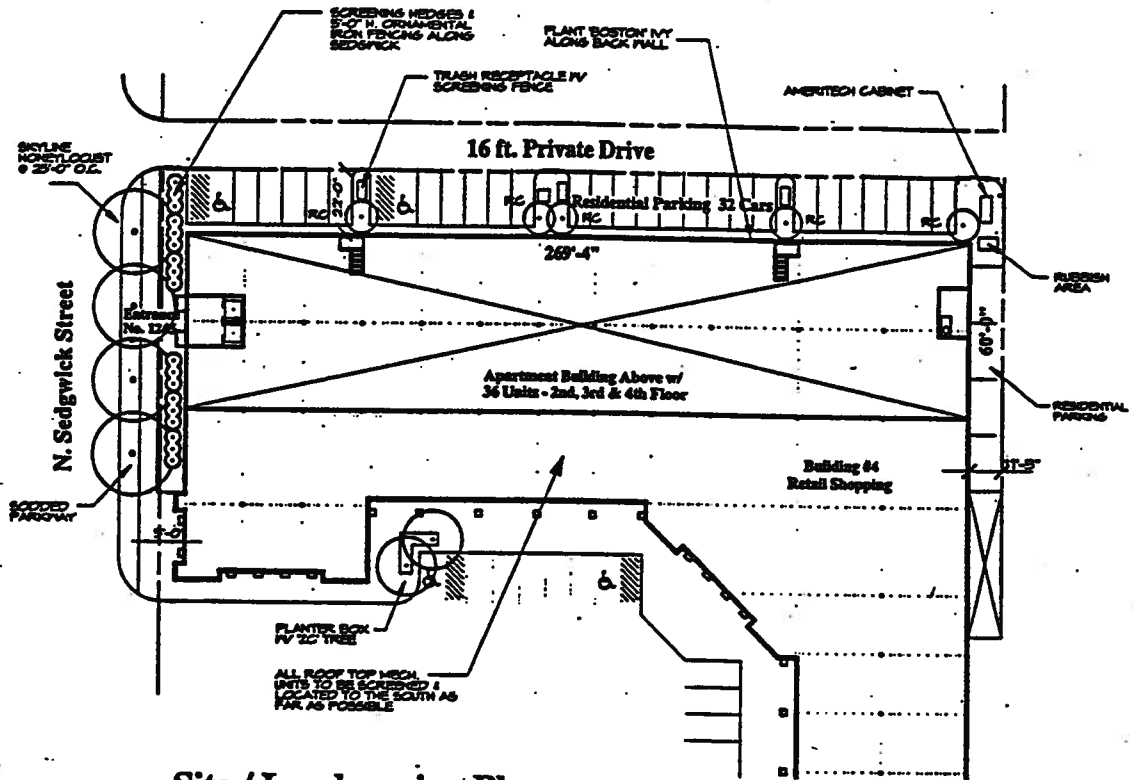 SCREENING HEDGES &
5'-0" H. ORNAMENTAL
IRON FENCING ALONG
SEDGWICK
PLANT 'BOSTON' IVY
ALONG BACK WALL
TRASH RECEPTACLE W/
SCREENING FENCE
AMERITECH CABINET
SKYLINE
HONEYLOCUST
@ 25'-0" O.C.
16 ft. Private Drive
22'-0"
RC
RC
RC
RC
RC
Residential Parking 32 Cars
269'-4"
RUBBISH
AREA
N. Sedgwick Street
Entrance
60'-0"
Apartment Building Above w/
36 Units - 2nd, 3rd & 4th Floor
RESIDENTIAL
PARKING
Building #4
Retail Shopping
SODDED
PARKWAY
PLANTER BOX
W/ "2C" TREE
ALL ROOF TOP MECH.
UNITS TO BE SCREENED &
LOCATED TO THE SOUTH AS
FAR AS POSSIBLE